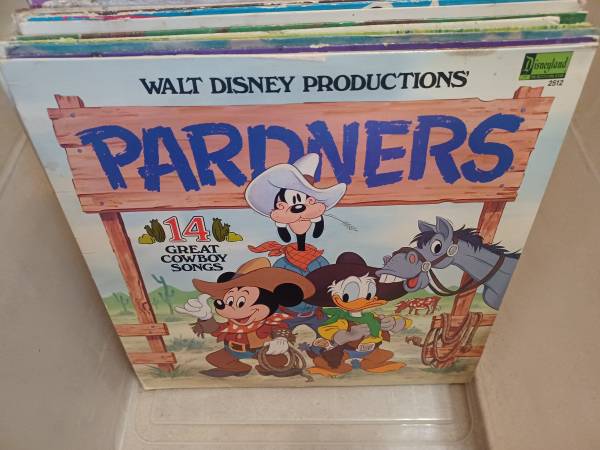 WALT DISNEY PRODUCTIONS'
Disneyland
2512
PARDNERS
14
GREAT
COWBOY
SONGS